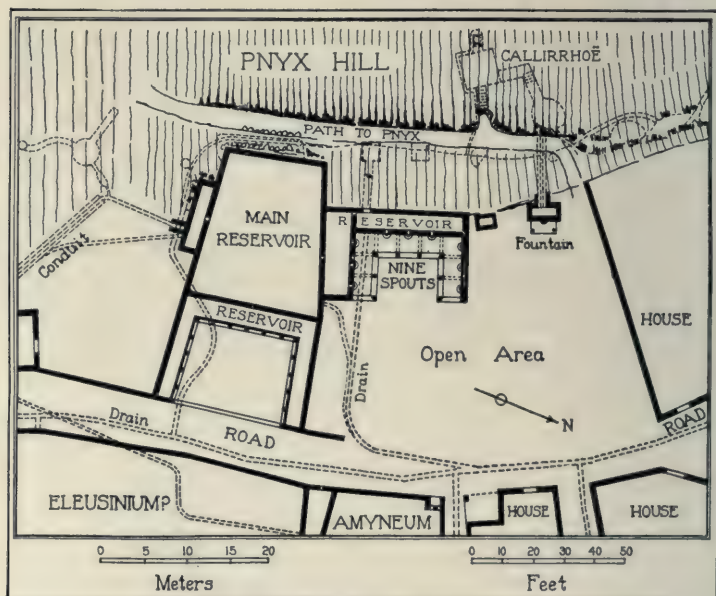 PNYX HILL
CALLIRRHOË
PATH TO PNYX
MAIN
RESERVOIR
RESERVOIR
NINE
SPOUTS
Fountain
Conduit
RESERVOIR
HOUSE
Open Area
Drain
N
Drain
ROAD
ROAD
ELEUSINIUM?
AMYNEUM
HOUSE
HOUSE
0 5 10 15 20
Meters
0 10 20 30 40 50
Feet